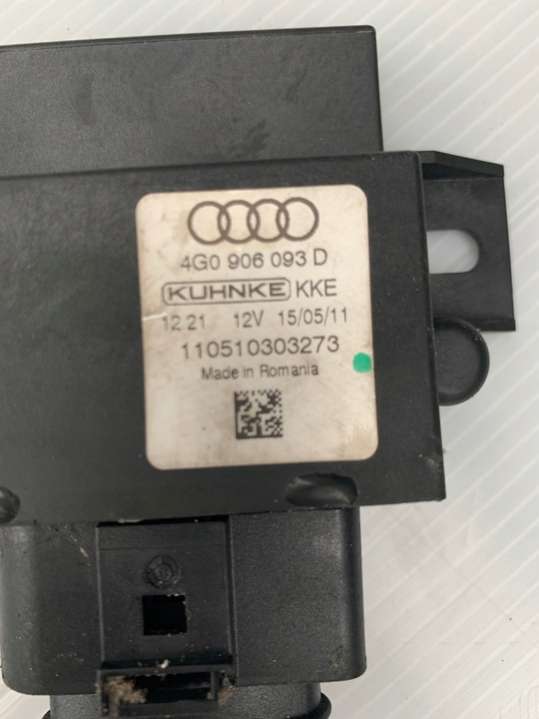 4G0 906 093 D
KUHNKE KKE
12.21 12V 15/05/11
110510303273
Made in Romania